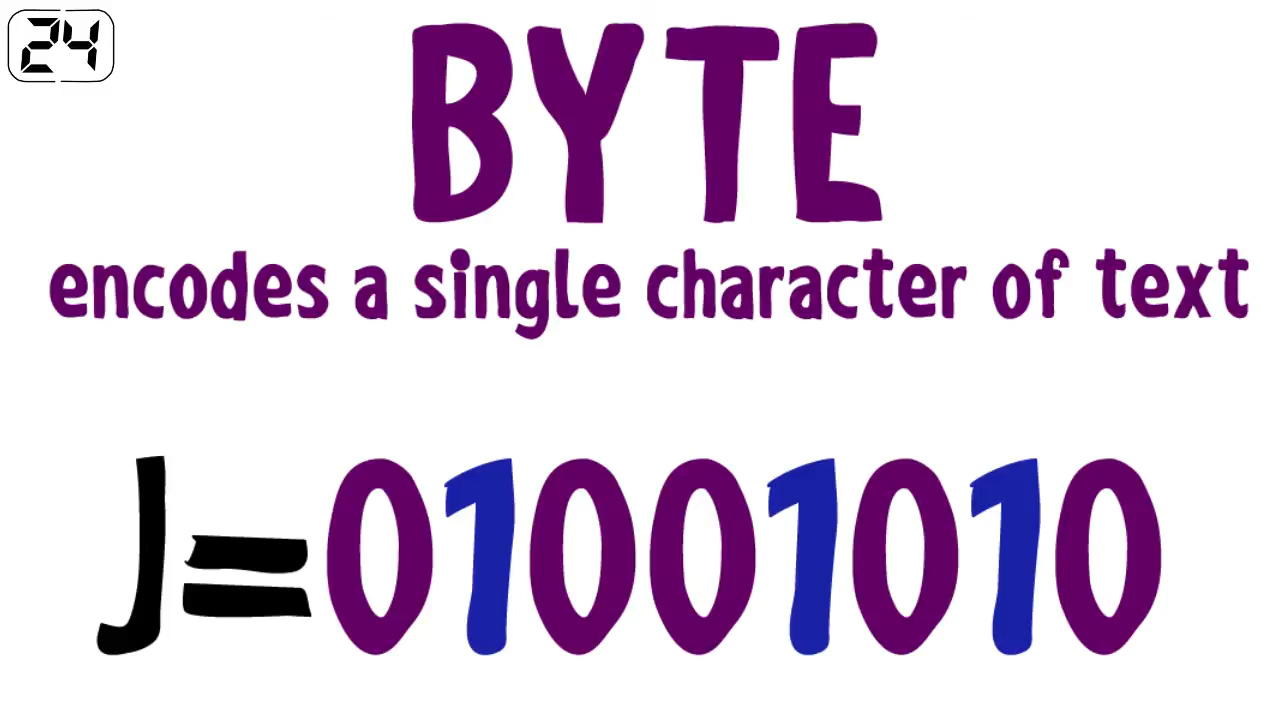 24
BYTE
encodes a single character of text
J=01001010